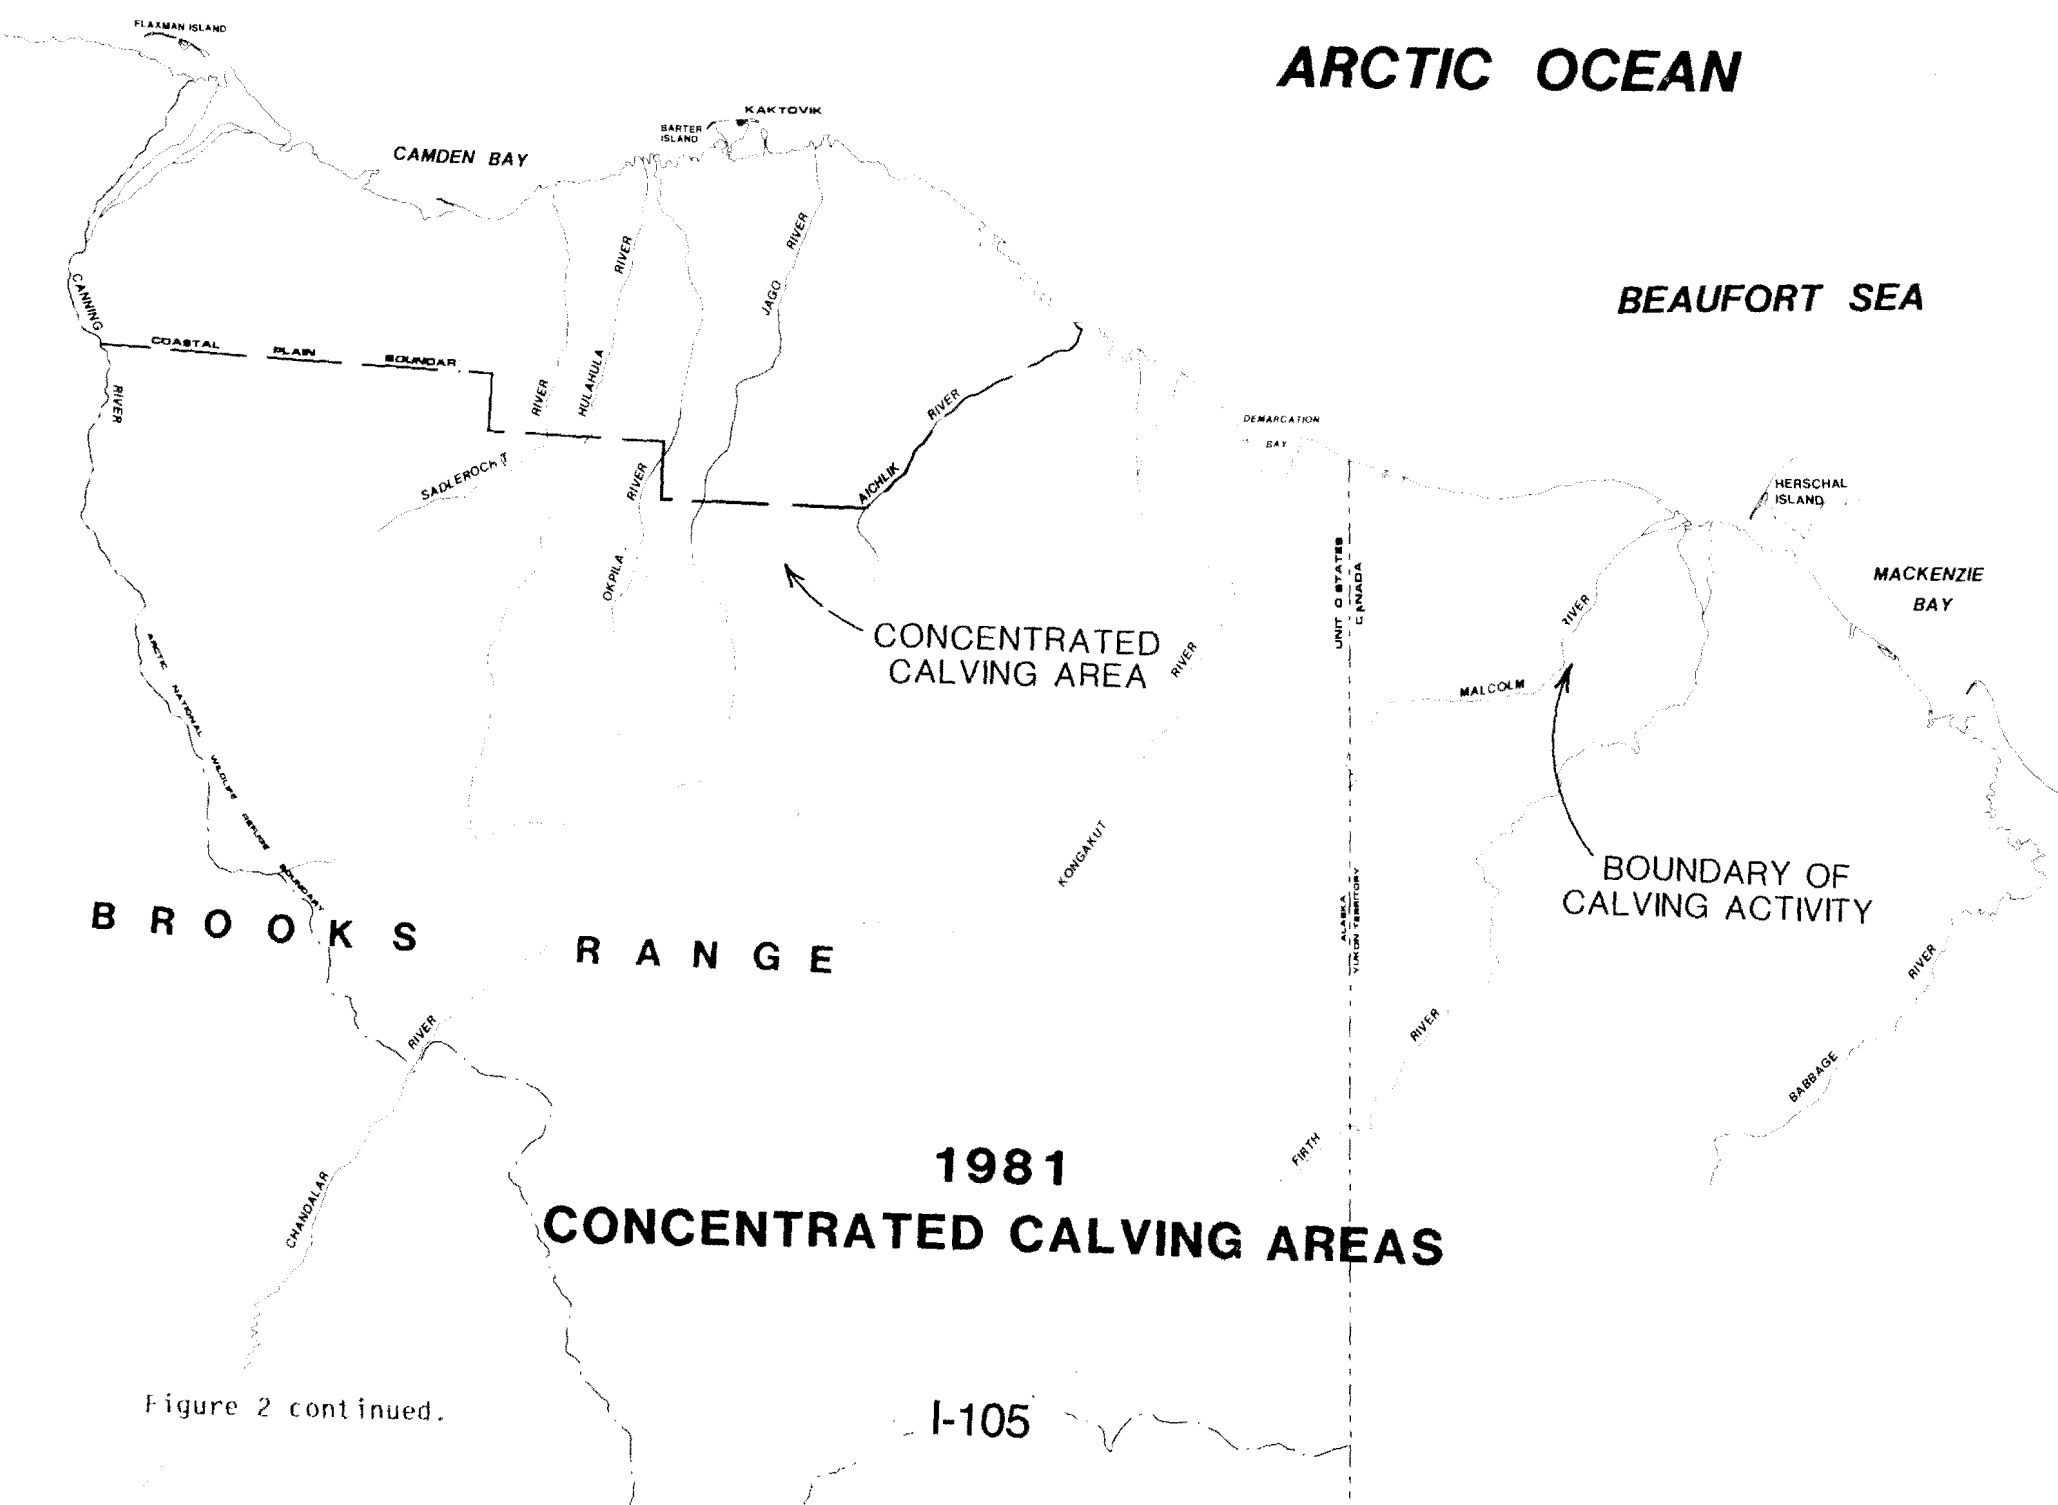 FLAXMAN ISLAND
ARCTIC OCEAN
KAKTOVIK
BARTER
ISLAND
CAMDEN BAY
BEAUFORT SEA
CANNING
RIVER
COASTAL PLAIN BOUNDAR
RIVER
HULAHULA
RIVER
JAGO
RIVER
SADLEROCHIT
RIVER
OKPILA
AICHLIK
RIVER
DEMARCATION
BAY
HERSCHAL
ISLAND
MACKENZIE
BAY
UNIT D STATES
CANADA
CONCENTRATED
CALVING AREA
RIVER
KONGAKUT
MALCOLM
RIVER
ARCTIC NATIONAL WILDLIFE REFUGE BOUNDARY
BOUNDARY OF
CALVING ACTIVITY
BROOKS RANGE
ALASKA
YUKON TERRITORY
RIVER
CHANDALAR
RIVER
FIRTH
RIVER
BABBAGE
1981
CONCENTRATED CALVING AREAS
Figure 2 continued.
I-105